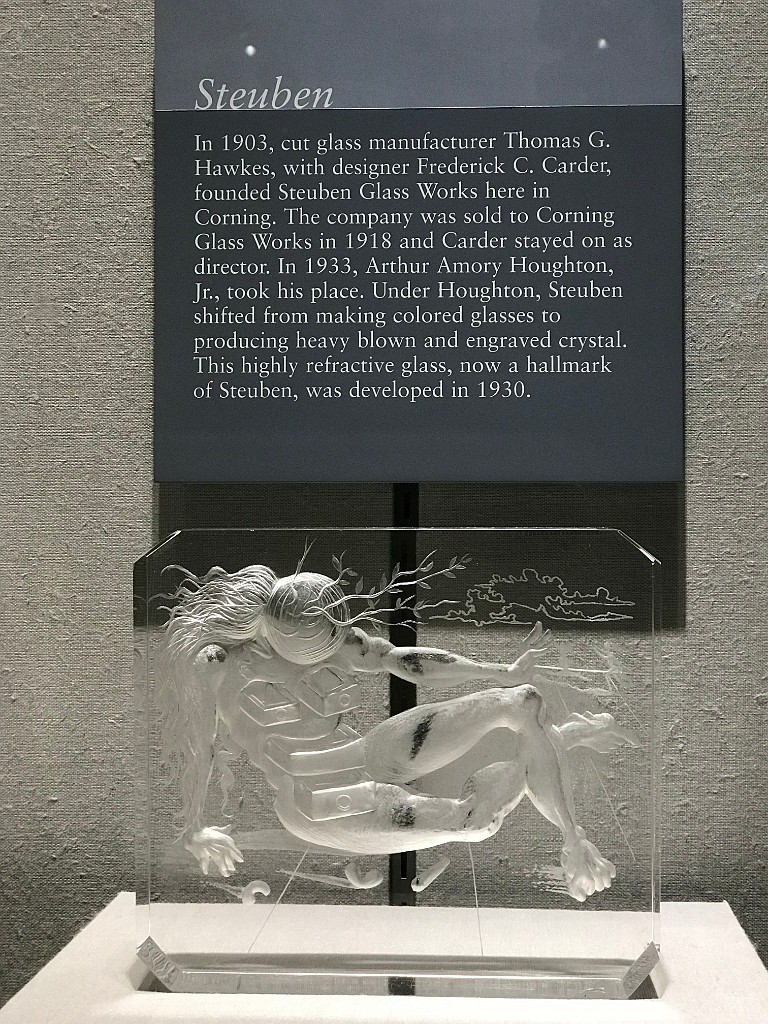 Steuben
In 1903, cut glass manufacturer Thomas G.
Hawkes, with designer Frederick C. Carder,
founded Steuben Glass Works here in
Corning. The company was sold to Corning
Glass Works in 1918 and Carder stayed on as
director. In 1933, Arthur Amory Houghton,
Jr., took his place. Under Houghton, Steuben
shifted from making colored glasses to
producing heavy blown and engraved crystal.
This highly refractive glass, now a hallmark
of Steuben, was developed in 1930.